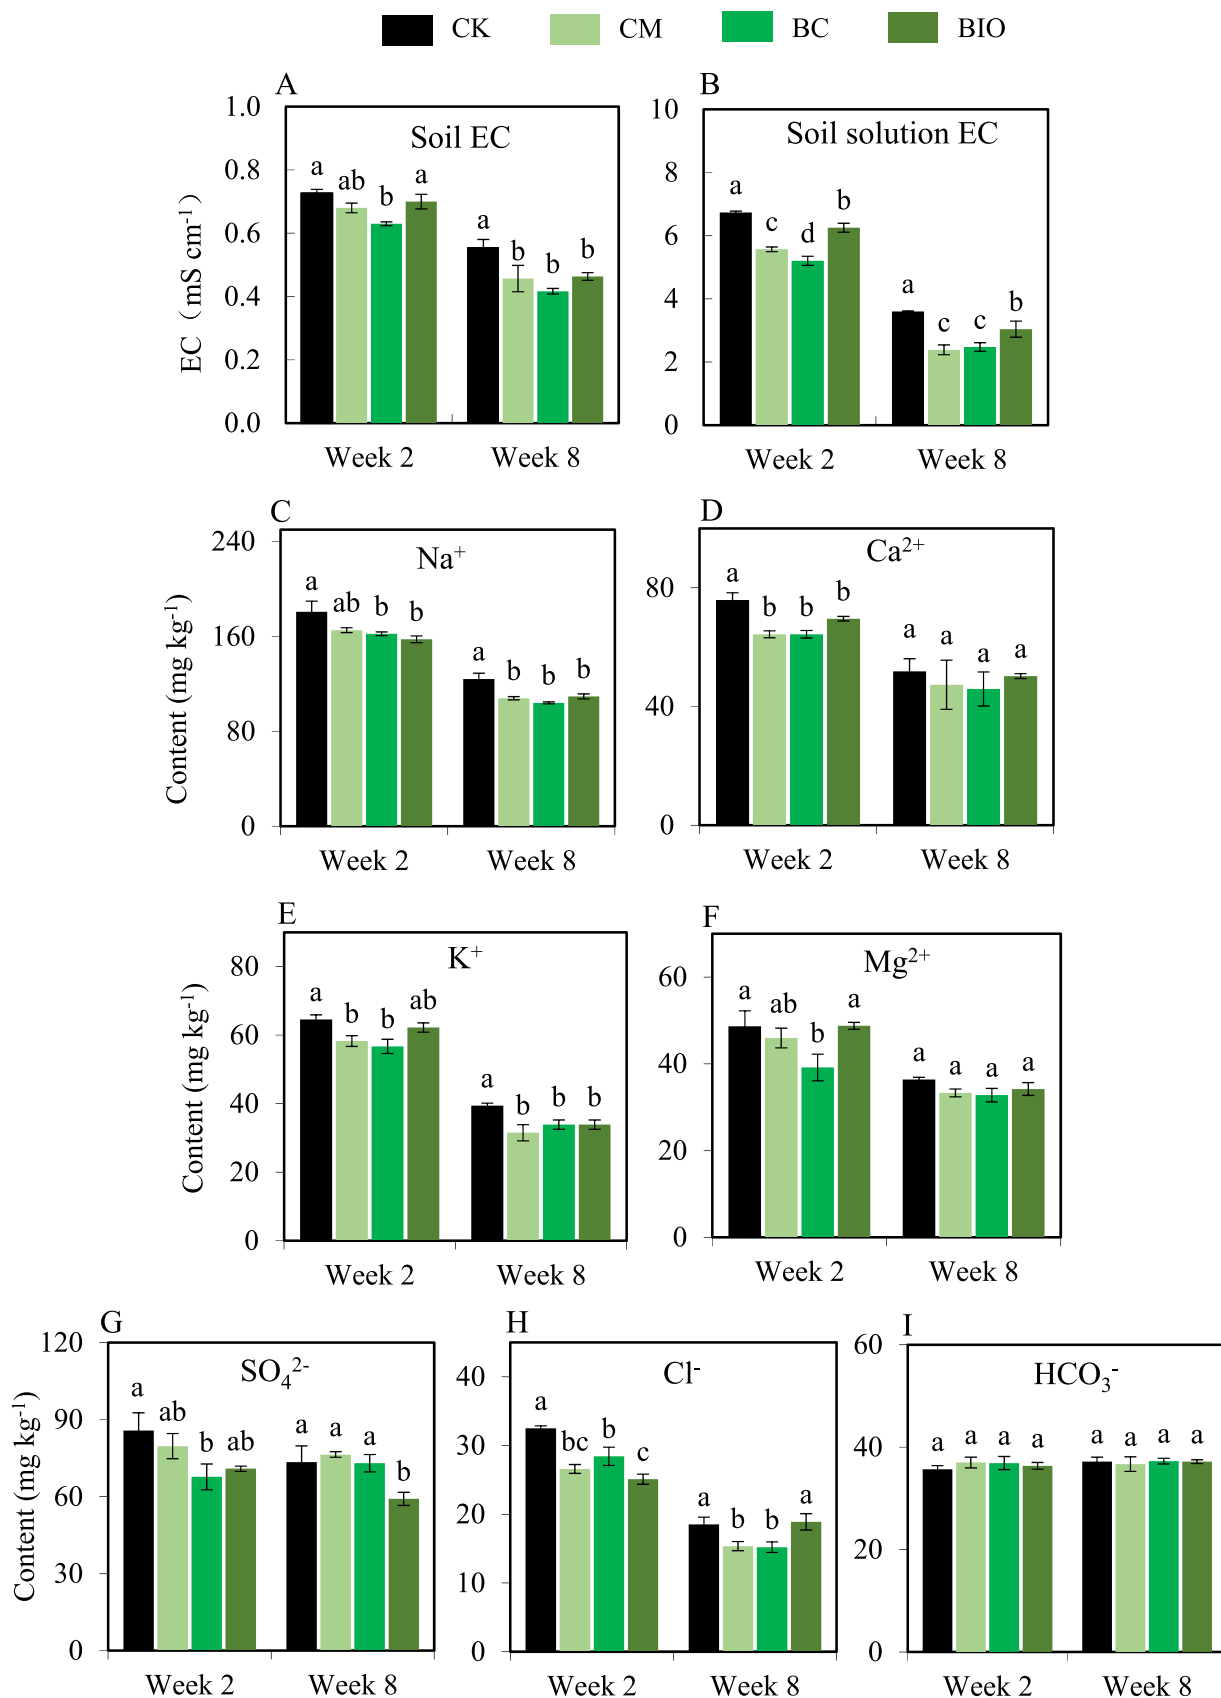 CK CM BC BIO
A
Soil EC
EC (mS cm-1)
1.0
0.8
0.6
0.4
0.2
0.0
a ab b a
a b b b
Week 2 Week 8
B
Soil solution EC
10
8
6
4
2
0
a c d b
a c c b
Week 2 Week 8
C
Na+
Content (mg kg-1)
240
160
80
0
a ab b b
a b b b
Week 2 Week 8
D
Ca2+
80
40
0
a b b b
a a a a
Week 2 Week 8
E
K+
Content (mg kg-1)
80
60
40
20
0
a b b ab
a b b b
Week 2 Week 8
F
Mg2+
60
40
20
0
a ab b a
a a a a
Week 2 Week 8
G
SO42-
Content (mg kg-1)
120
90
60
30
0
a ab b ab
a a a b
Week 2 Week 8
H
Cl-
40
30
20
10
0
a bc b c
a b b a
Week 2 Week 8
I
HCO3-
60
40
20
0
a a a a
a a a a
Week 2 Week 8